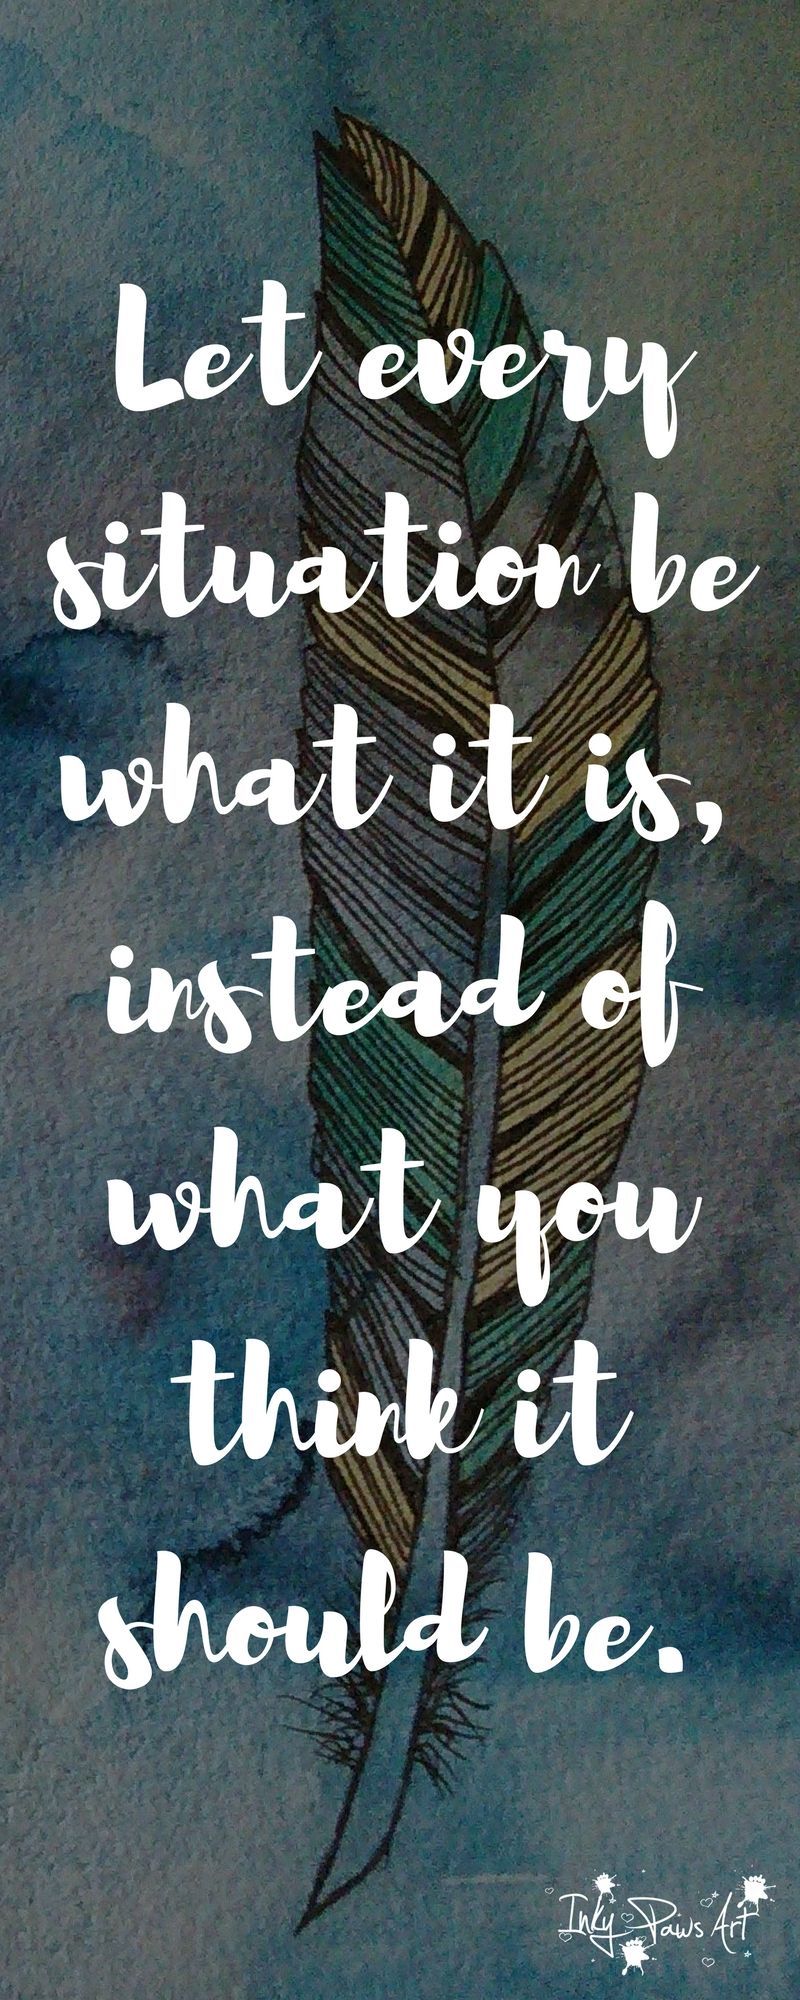 Let every
situation be
what it is,
instead of
what you
think it
should be.
Inky Paws Art